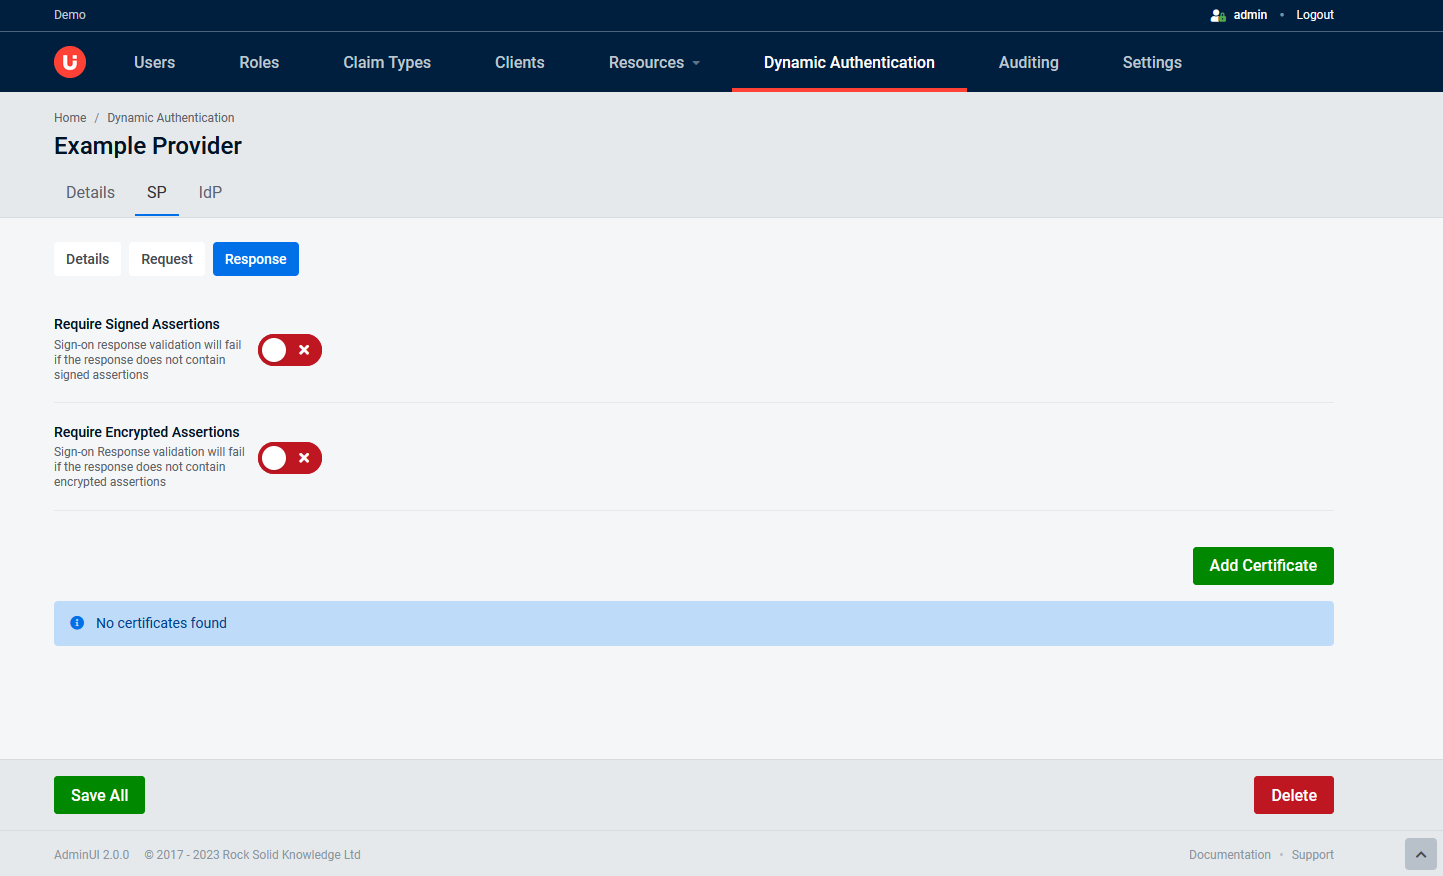 Demo
admin • Logout
Users Roles Claim Types Clients Resources Dynamic Authentication Auditing Settings
Home / Dynamic Authentication
Example Provider
Details SP IdP
Details Request Response
Require Signed Assertions
Sign-on response validation will fail
if the response does not contain
signed assertions
Require Encrypted Assertions
Sign-on Response validation will fail
if the response does not contain
encrypted assertions
Add Certificate
No certificates found
Save All Delete
AdminUI 2.0.0 © 2017 - 2023 Rock Solid Knowledge Ltd Documentation • Support